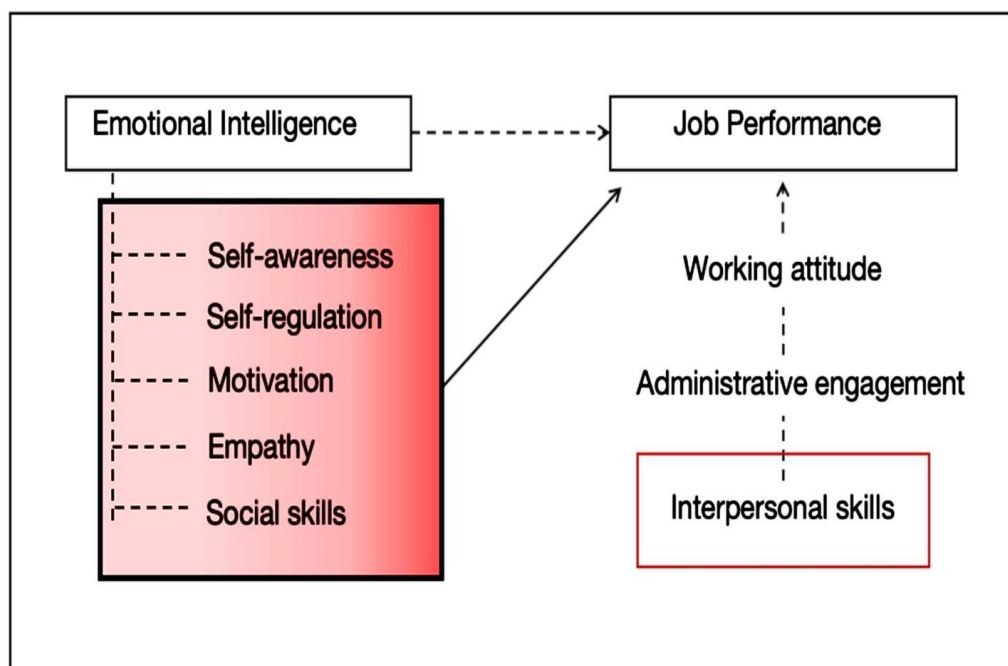 Emotional Intelligence
Job Performance
Self-awareness
Self-regulation
Motivation
Empathy
Social skills
Working attitude
Administrative engagement
Interpersonal skills